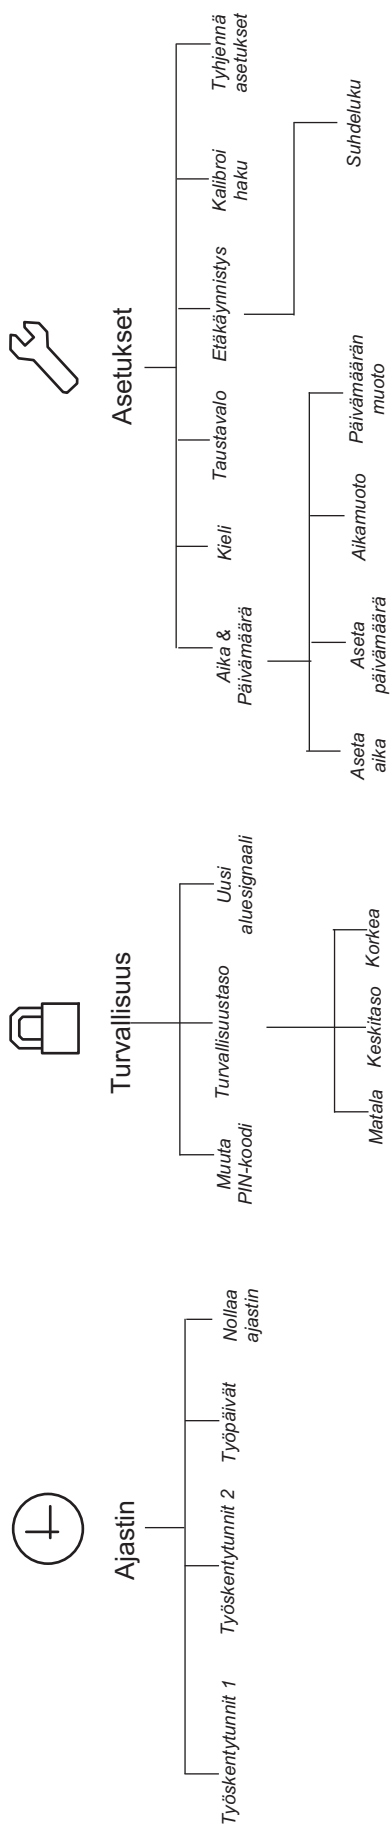 Ajastin
Työskentytunnit 1
Työskentytunnit 2
Työpäivät
Nollaa
ajastin
Turvallisuus
Muuta
PIN-koodi
Turvallisuustaso
Uusi
aluesignaali
Matala
Keskitaso
Korkea
Asetukset
Aika &
Päivämäärä
Kieli
Taustavalo
Etäkäynnistys
Kalibroi
haku
Tyhjennä
asetukset
Aseta
aika
Aseta
päivämäärä
Aikamuoto
Päivämäärän
muoto
Suhdeluku